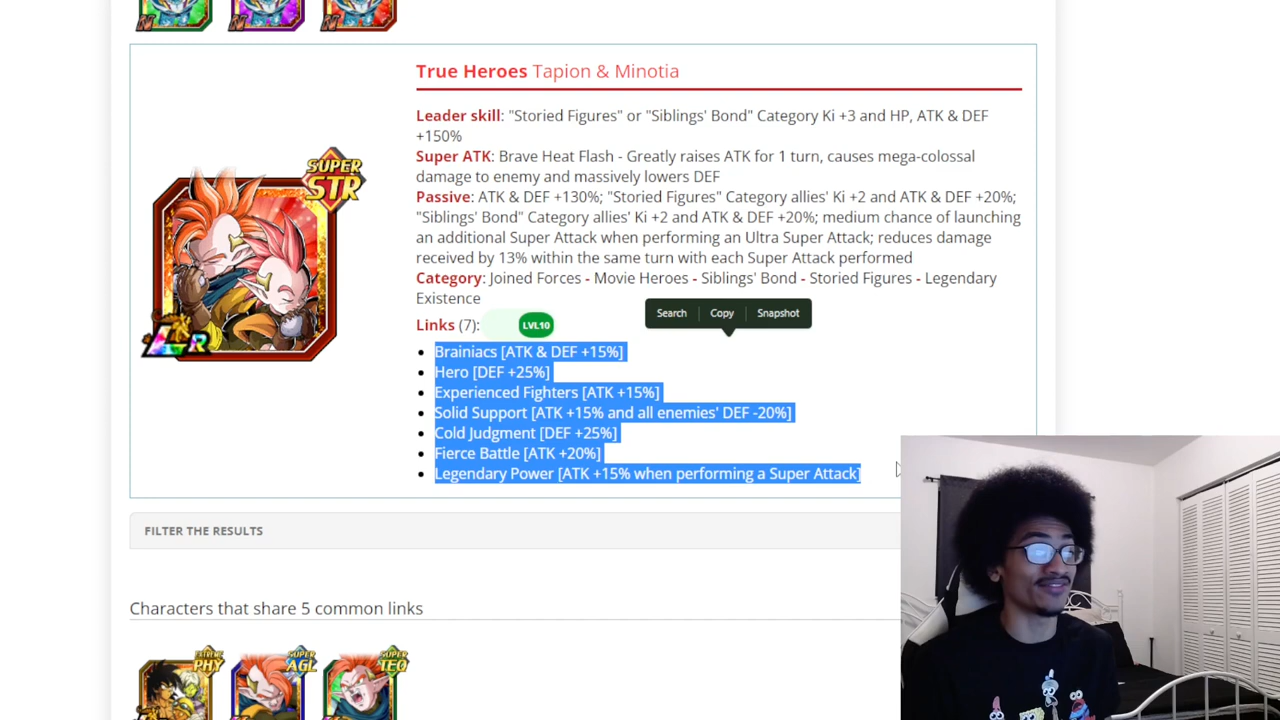 N N N
True Heroes Tapion & Minotia
Leader skill: "Storied Figures" or "Siblings' Bond" Category Ki +3 and HP, ATK & DEF
+150%
Super ATK: Brave Heat Flash - Greatly raises ATK for 1 turn, causes mega-colossal
damage to enemy and massively lowers DEF
Passive: ATK & DEF +130%; "Storied Figures" Category allies' Ki +2 and ATK & DEF +20%;
"Siblings' Bond" Category allies' Ki +2 and ATK & DEF +20%; medium chance of launching
an additional Super Attack when performing an Ultra Super Attack; reduces damage
received by 13% within the same turn with each Super Attack performed
Category: Joined Forces - Movie Heroes - Siblings' Bond - Storied Figures - Legendary
Existence
SUPER
STR
LR
Search Copy Snapshot
Links (7): LVL10
• Brainiacs [ATK & DEF +15%]
• Hero [DEF +25%]
• Experienced Fighters [ATK +15%]
• Solid Support [ATK +15% and all enemies' DEF -20%]
• Cold Judgment [DEF +25%]
• Fierce Battle [ATK +20%]
• Legendary Power [ATK +15% when performing a Super Attack]
FILTER THE RESULTS
Characters that share 5 common links
EXTREME PHY SUPER AGL SUPER TEQ